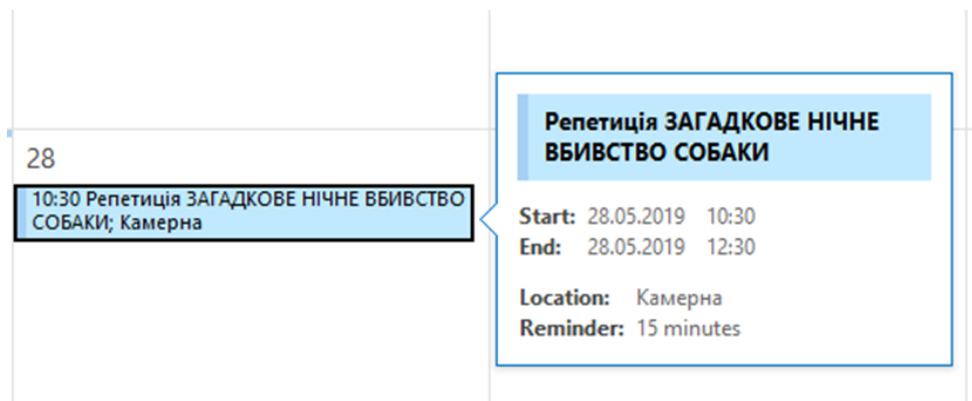 28
10:30 Репетиція ЗАГАДКОВЕ НІЧНЕ ВБИВСТВО
СОБАКИ; Камерна
Репетиція ЗАГАДКОВЕ НІЧНЕ
ВБИВСТВО СОБАКИ
Start: 28.05.2019 10:30
End: 28.05.2019 12:30
Location: Камерна
Reminder: 15 minutes